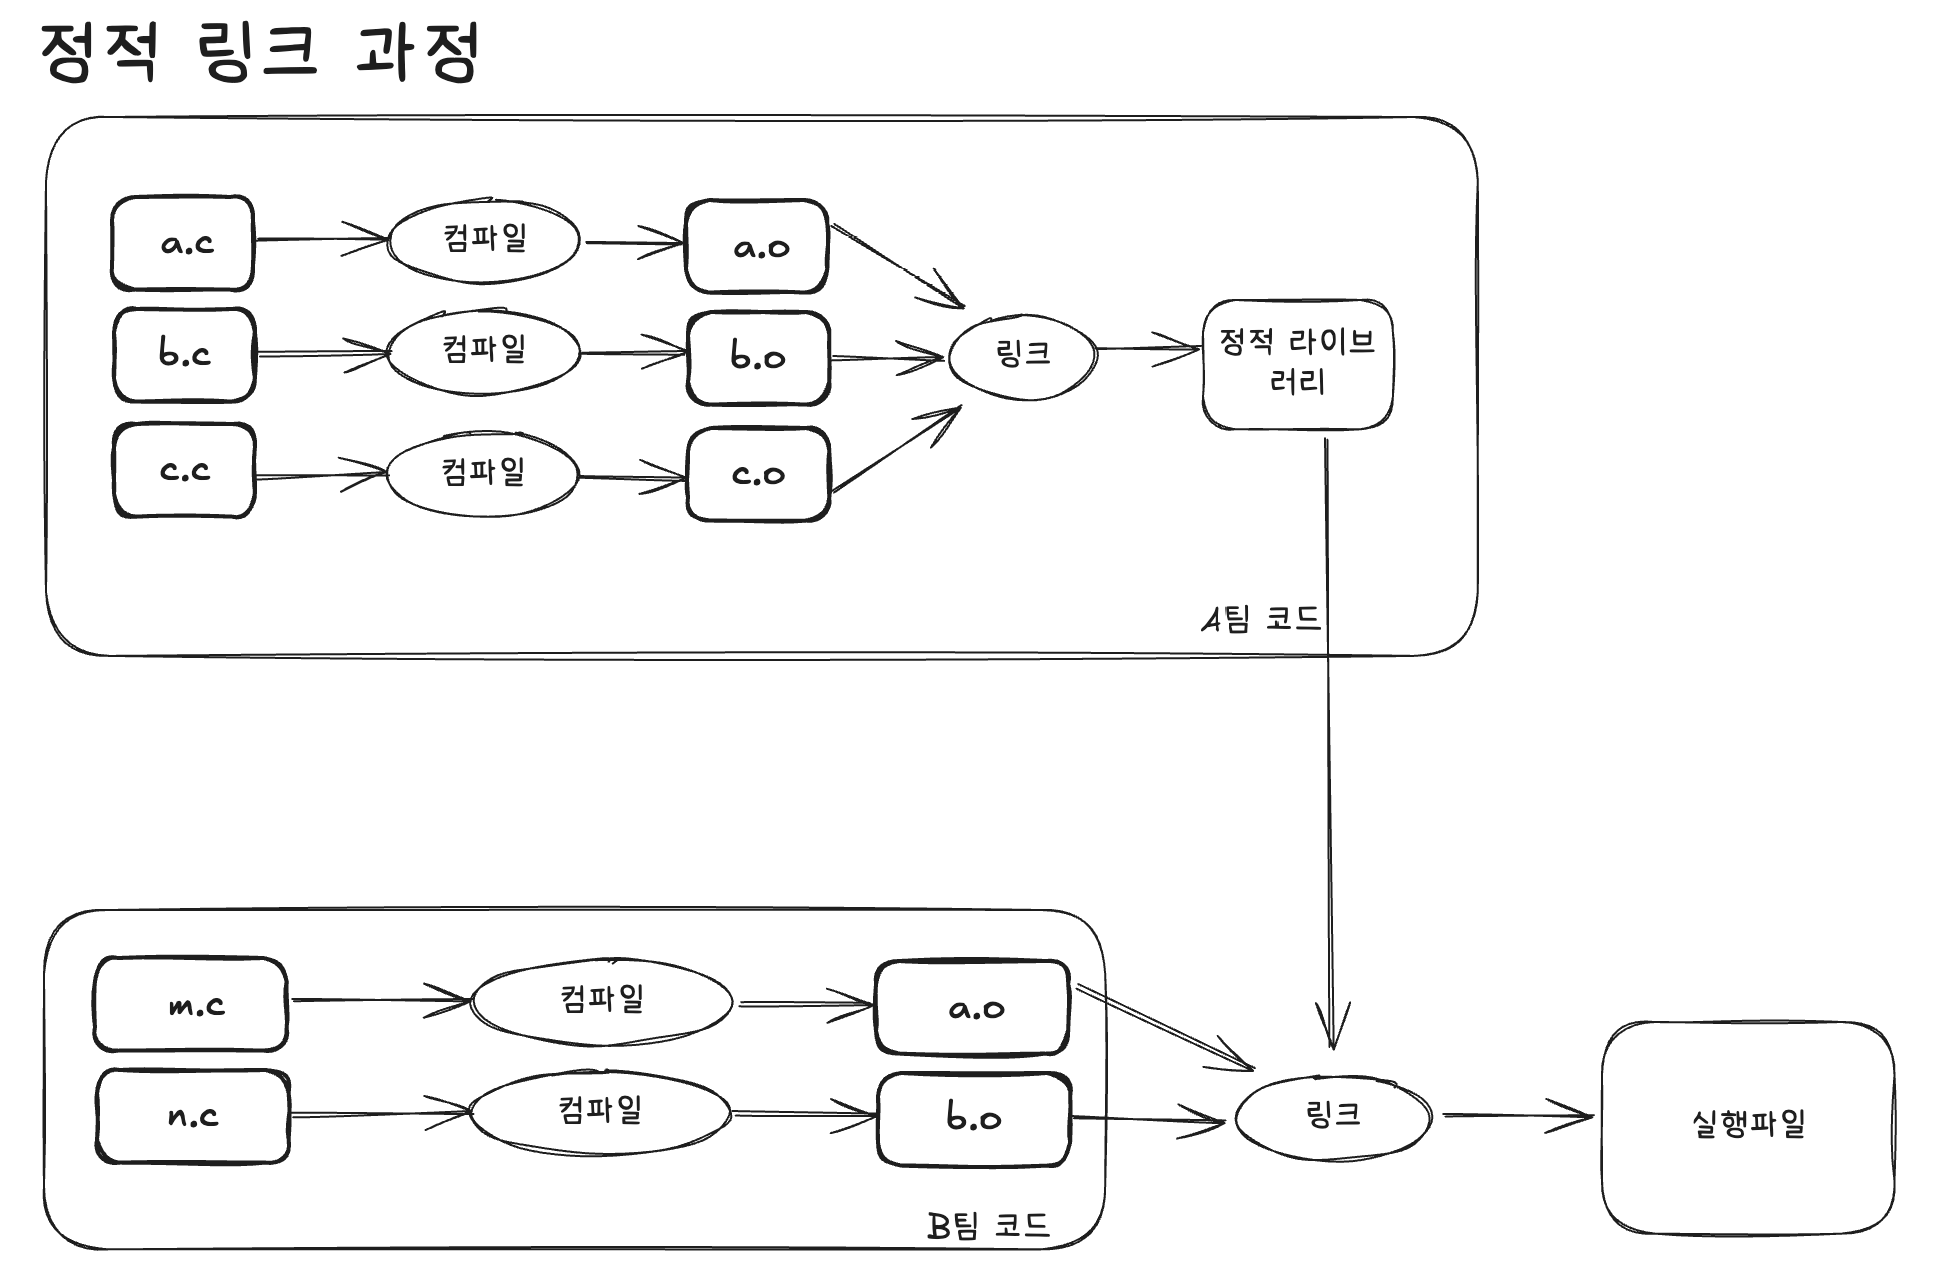 정적 링크 과정
a.c
컴파일
a.o
b.c
컴파일
b.o
링크
정적 라이브
러리
c.c
컴파일
c.o
A팀 코드
m.c
컴파일
a.o
n.c
컴파일
b.o
링크
실행파일
B팀 코드